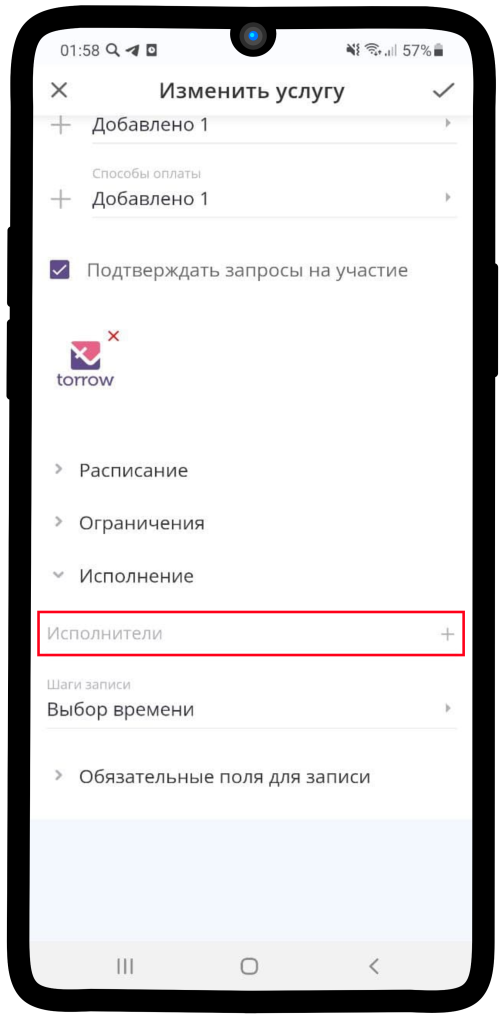 01:58
57%
Изменить услугу
Добавлено 1
Способы оплаты
Добавлено 1
Подтверждать запросы на участие
torrow
Расписание
Ограничения
Исполнение
Исполнители
Шаги записи
Выбор времени
Обязательные поля для записи